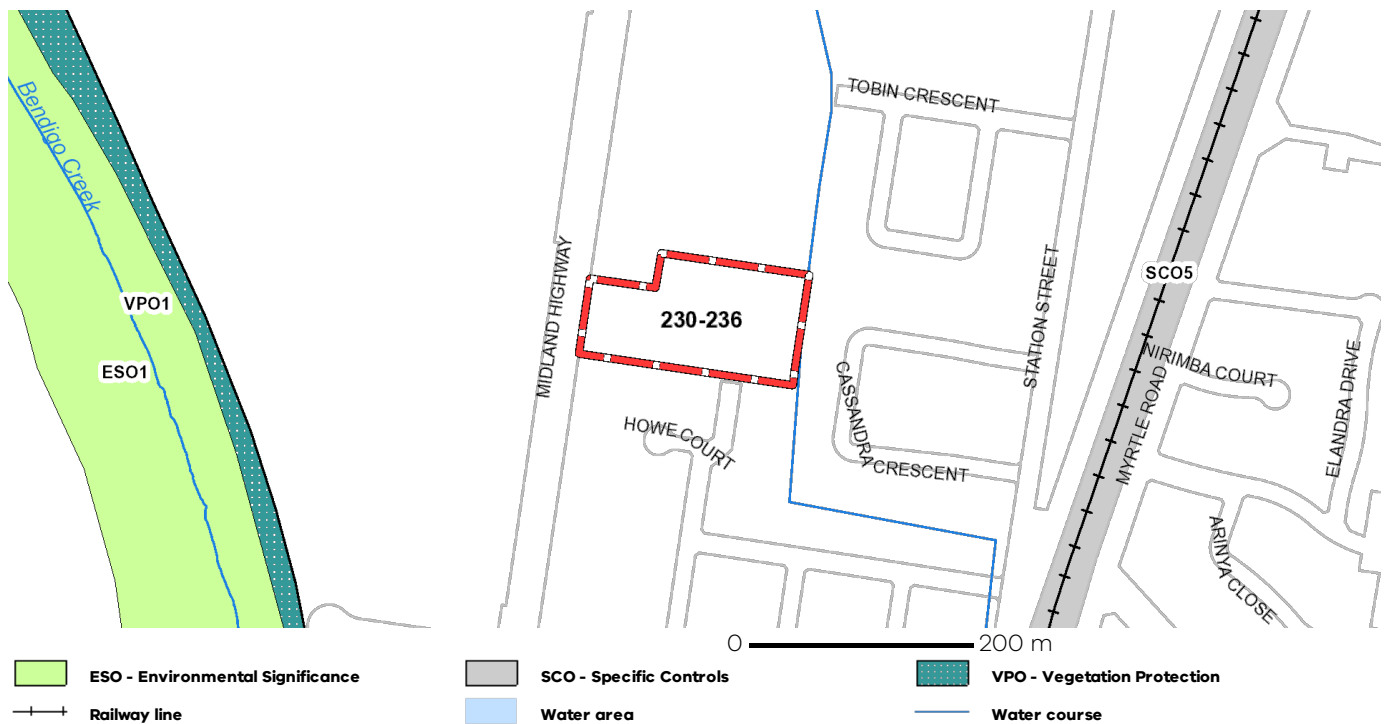 TOBIN CRESCENT
Bendigo Creek
MIDLAND HIGHWAY
STATION STREET
SCO5
VPO1
230-236
NIRIMBA COURT
ESO1
CASSANDRA CRESCENT
ELANDRA DRIVE
MYRTLE ROAD
HOWE COURT
ARINYA CLOSE
0 200 m
ESO - Environmental Significance
SCO - Specific Controls
VPO - Vegetation Protection
Railway line
Water area
Water course